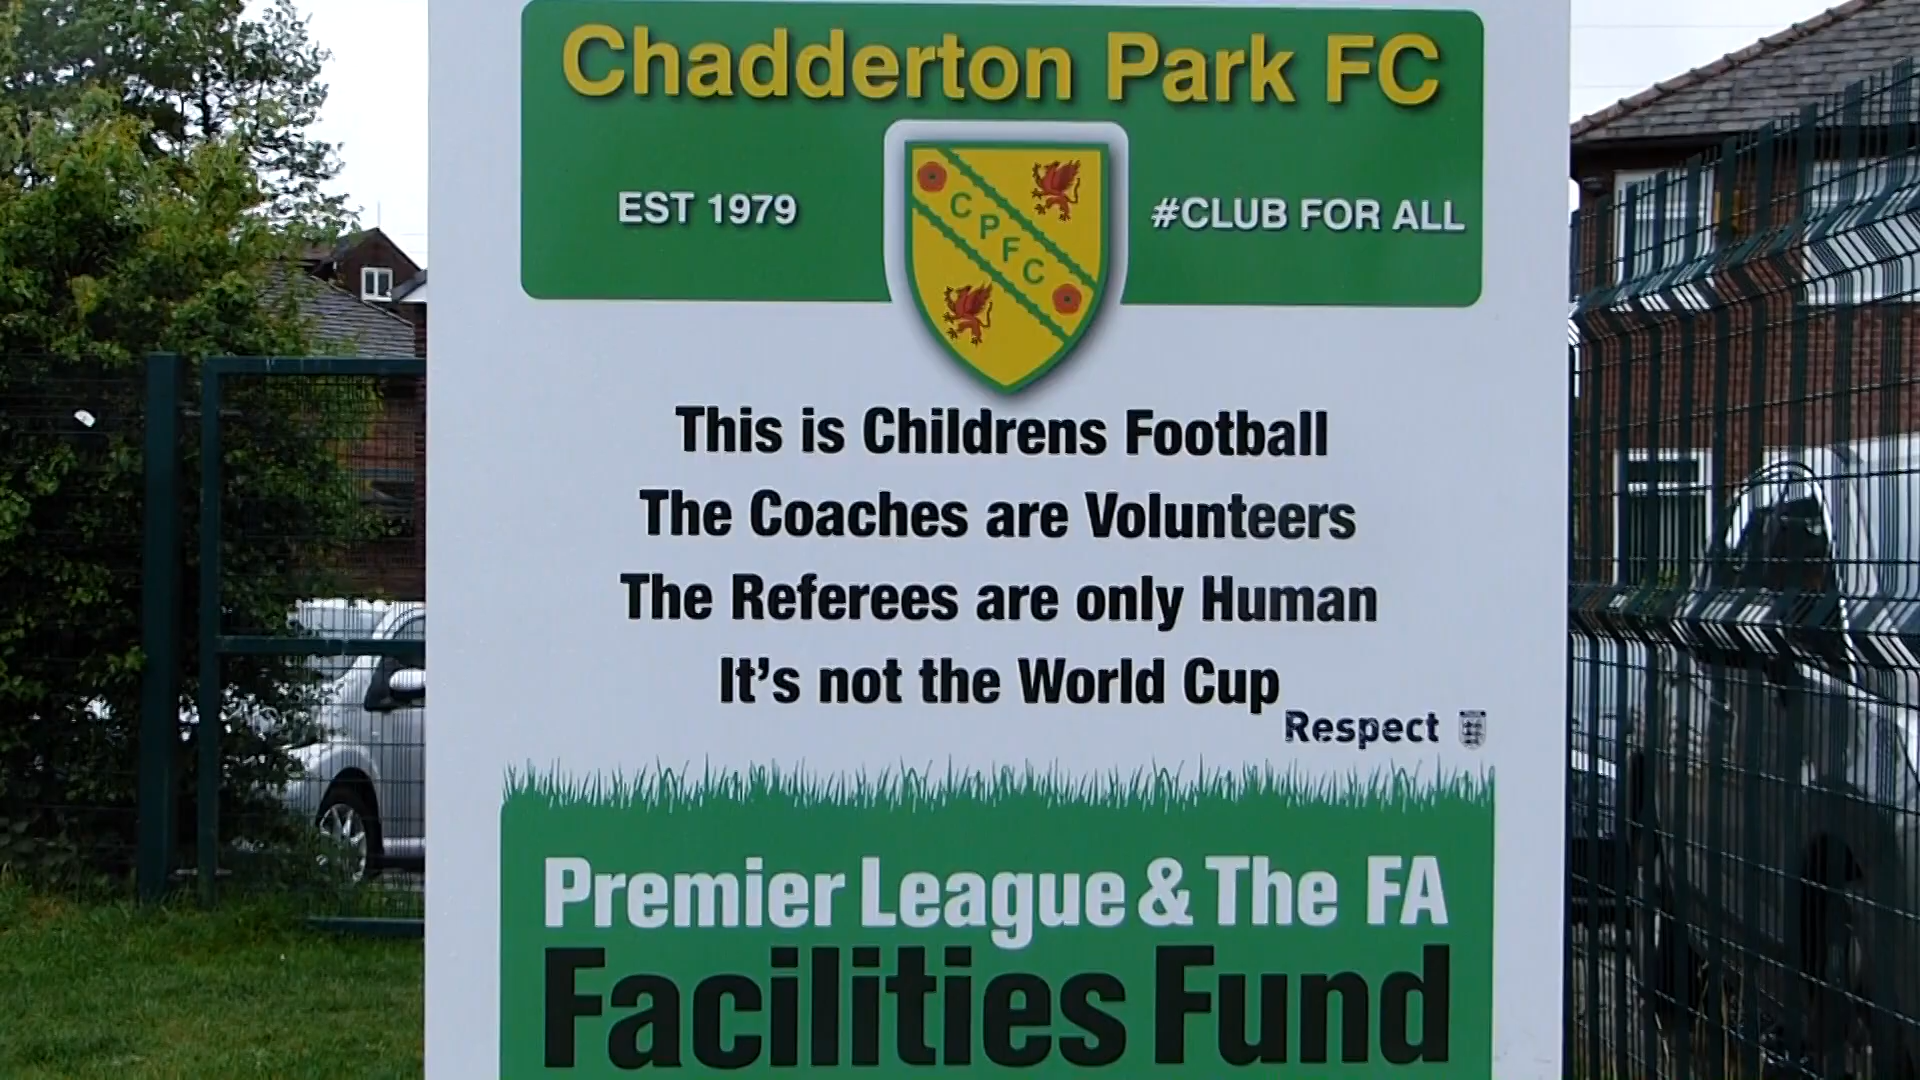 Chadderton Park FC
EST 1979
#CLUB FOR ALL
C P F C
This is Childrens Football
The Coaches are Volunteers
The Referees are only Human
It's not the World Cup
Respect
Premier League & The FA
Facilities Fund